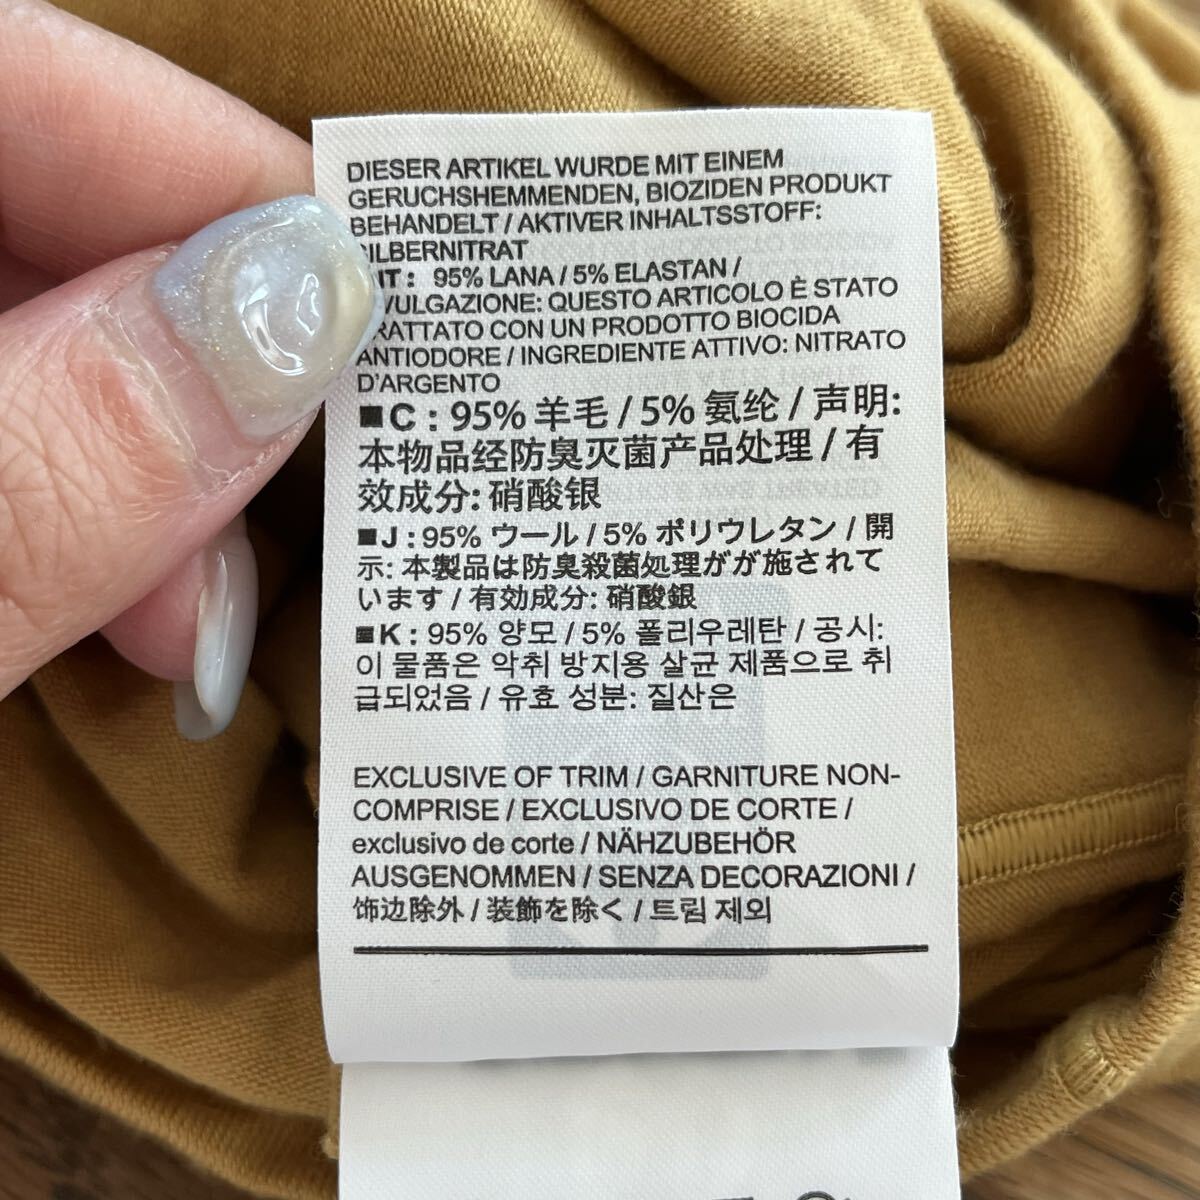 DIESER ARTIKEL WURDE MIT EINEM
GERUCHSHEMMENDEN, BIOZIDEN PRODUKT
BEHANDELT / AKTIVER INHALTSSTOFF:
ILBERNITRAT
IT : 95% LANA / 5% ELASTAN /
VULGAZIONE: QUESTO ARTICOLO È STATO
RATTATO CON UN PRODOTTO BIOCIDA
ANTIODORE / INGREDIENTE ATTIVO: NITRATO
D'ARGENTO
■C : 95% 羊毛 / 5% 氨纶 / 声明:
本物品经防臭灭菌产品处理 / 有
效成分: 硝酸银
■J : 95% ウール / 5% ポリウレタン / 開
示: 本製品は防臭殺菌処理がが施されて
います / 有効成分: 硝酸銀
■K : 95% 양모 / 5% 폴리우레탄 / 공시:
이 물품은 악취 방지용 살균 제품으로 취
급되었음 / 유효 성분: 질산은
EXCLUSIVE OF TRIM / GARNITURE NON-
COMPRISE / EXCLUSIVO DE CORTE /
exclusivo de corte / NÄHZUBEHÖR
AUSGENOMMEN / SENZA DECORAZIONI /
饰边除外 / 装飾を除く / 트림 제외